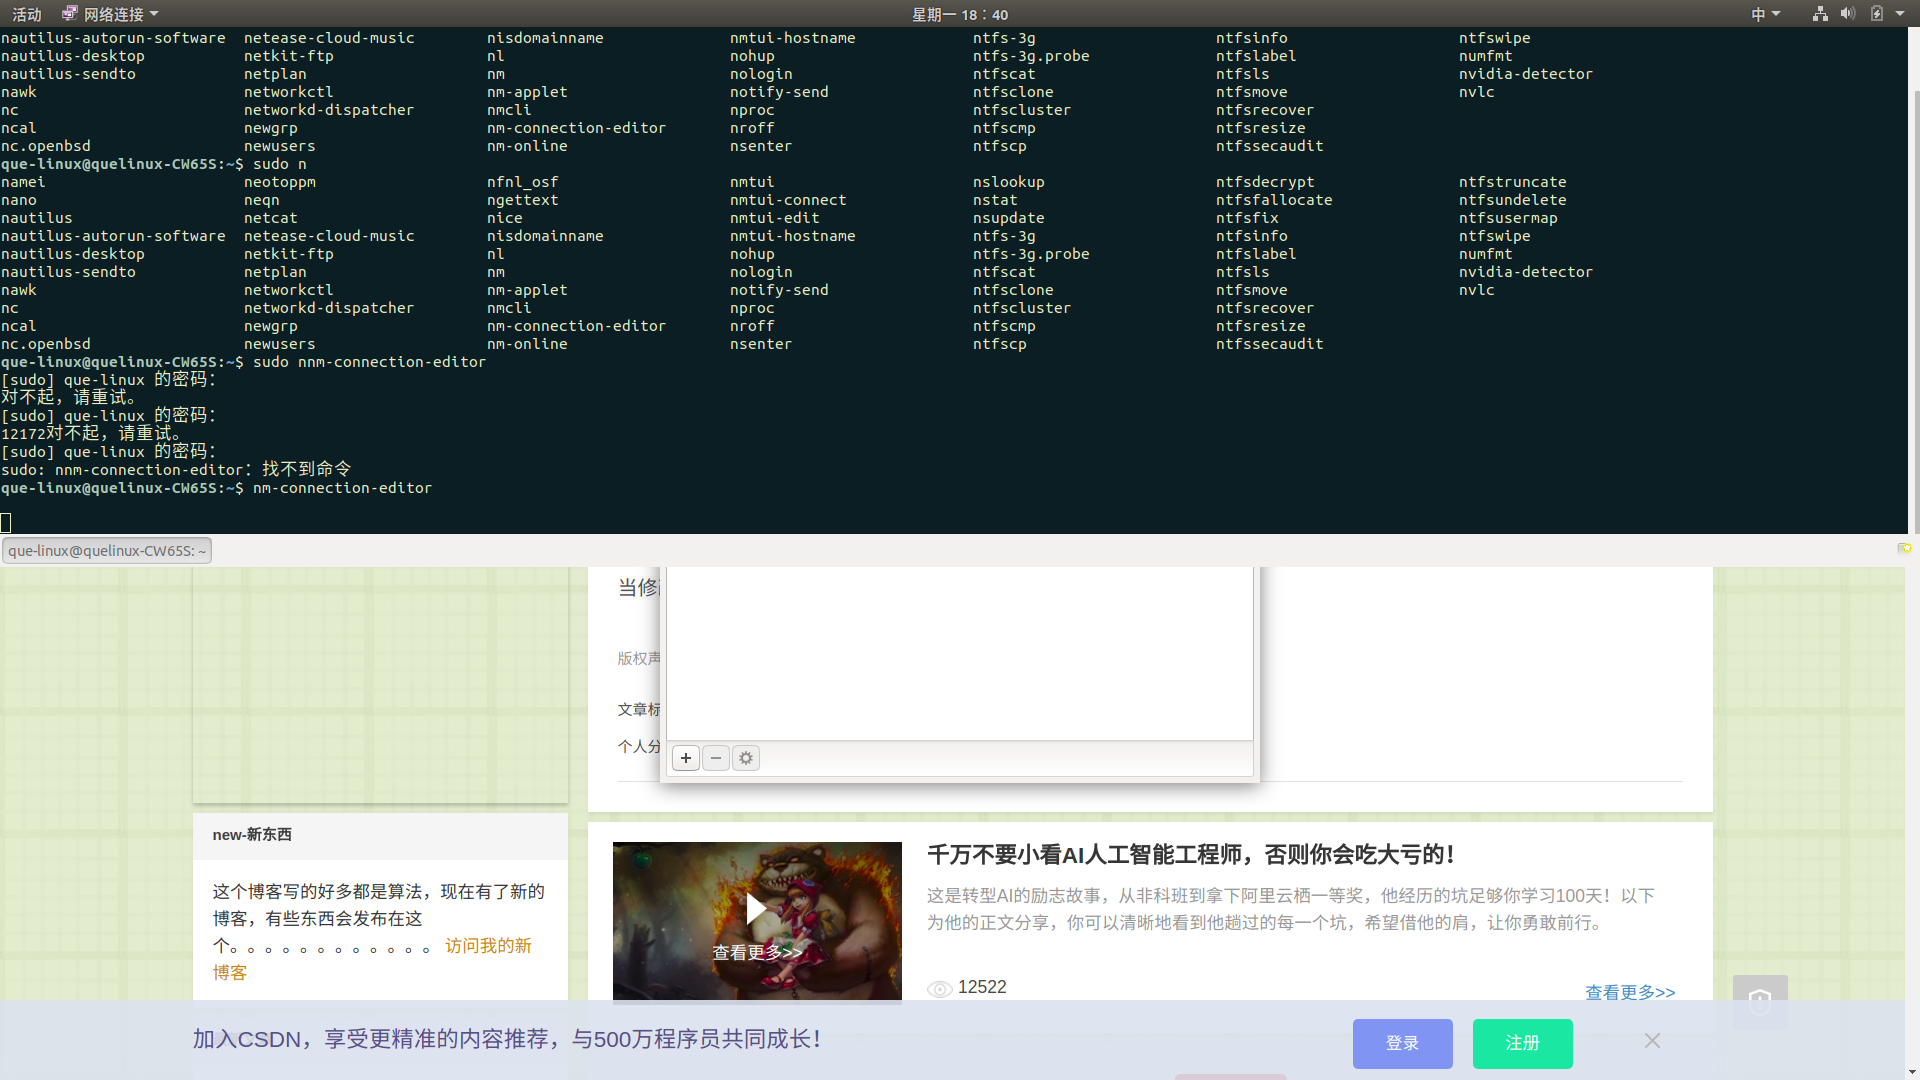 活动 网络连接 星期一 18：40 中
nautilus-autorun-software netease-cloud-music nisdomainname nmtui-hostname ntfs-3g ntfsinfo ntfswipe
nautilus-desktop netkit-ftp nl nohup ntfs-3g.probe ntfslabel numfmt
nautilus-sendto netplan nm nologin ntfscat ntfsls nvidia-detector
nawk networkctl nm-applet notify-send ntfsclone ntfsmove nvlc
nc networkd-dispatcher nmcli nproc ntfscluster ntfsrecover
ncal newgrp nm-connection-editor nroff ntfscmp ntfsresize
nc.openbsd newusers nm-online nsenter ntfscp ntfssecaudit
que-linux@quelinux-CW65S:~$ sudo n
namei neotoppm nfnl_osf nmtui nslookup ntfsdecrypt ntfstruncate
nano neqn ngettext nmtui-connect nstat ntfsfallocate ntfsundelete
nautilus netcat nice nmtui-edit nsupdate ntfsfix ntfsusermap
nautilus-autorun-software netease-cloud-music nisdomainname nmtui-hostname ntfs-3g ntfsinfo ntfswipe
nautilus-desktop netkit-ftp nl nohup ntfs-3g.probe ntfslabel numfmt
nautilus-sendto netplan nm nologin ntfscat ntfsls nvidia-detector
nawk networkctl nm-applet notify-send ntfsclone ntfsmove nvlc
nc networkd-dispatcher nmcli nproc ntfscluster ntfsrecover
ncal newgrp nm-connection-editor nroff ntfscmp ntfsresize
nc.openbsd newusers nm-online nsenter ntfscp ntfssecaudit
que-linux@quelinux-CW65S:~$ sudo nnm-connection-editor
[sudo] que-linux 的密码：
对不起，请重试。
[sudo] que-linux 的密码：
12172对不起，请重试。
[sudo] que-linux 的密码：
sudo: nnm-connection-editor：找不到命令
que-linux@quelinux-CW65S:~$ nm-connection-editor
que-linux@quelinux-CW65S: ~
当修
版权声
文章标
个人分
new-新东西
这个博客写的好多都是算法，现在有了新的
博客，有些东西会发布在这
个。。。。。。。。。。。。 访问我的新
博客
查看更多>>
千万不要小看AI人工智能工程师，否则你会吃大亏的！
这是转型AI的励志故事，从非科班到拿下阿里云栖一等奖，他经历的坑足够你学习100天！以下
为他的正文分享，你可以清晰地看到他趟过的每一个坑，希望借他的肩，让你勇敢前行。
12522
查看更多>>
加入CSDN，享受更精准的内容推荐，与500万程序员共同成长！
登录
注册